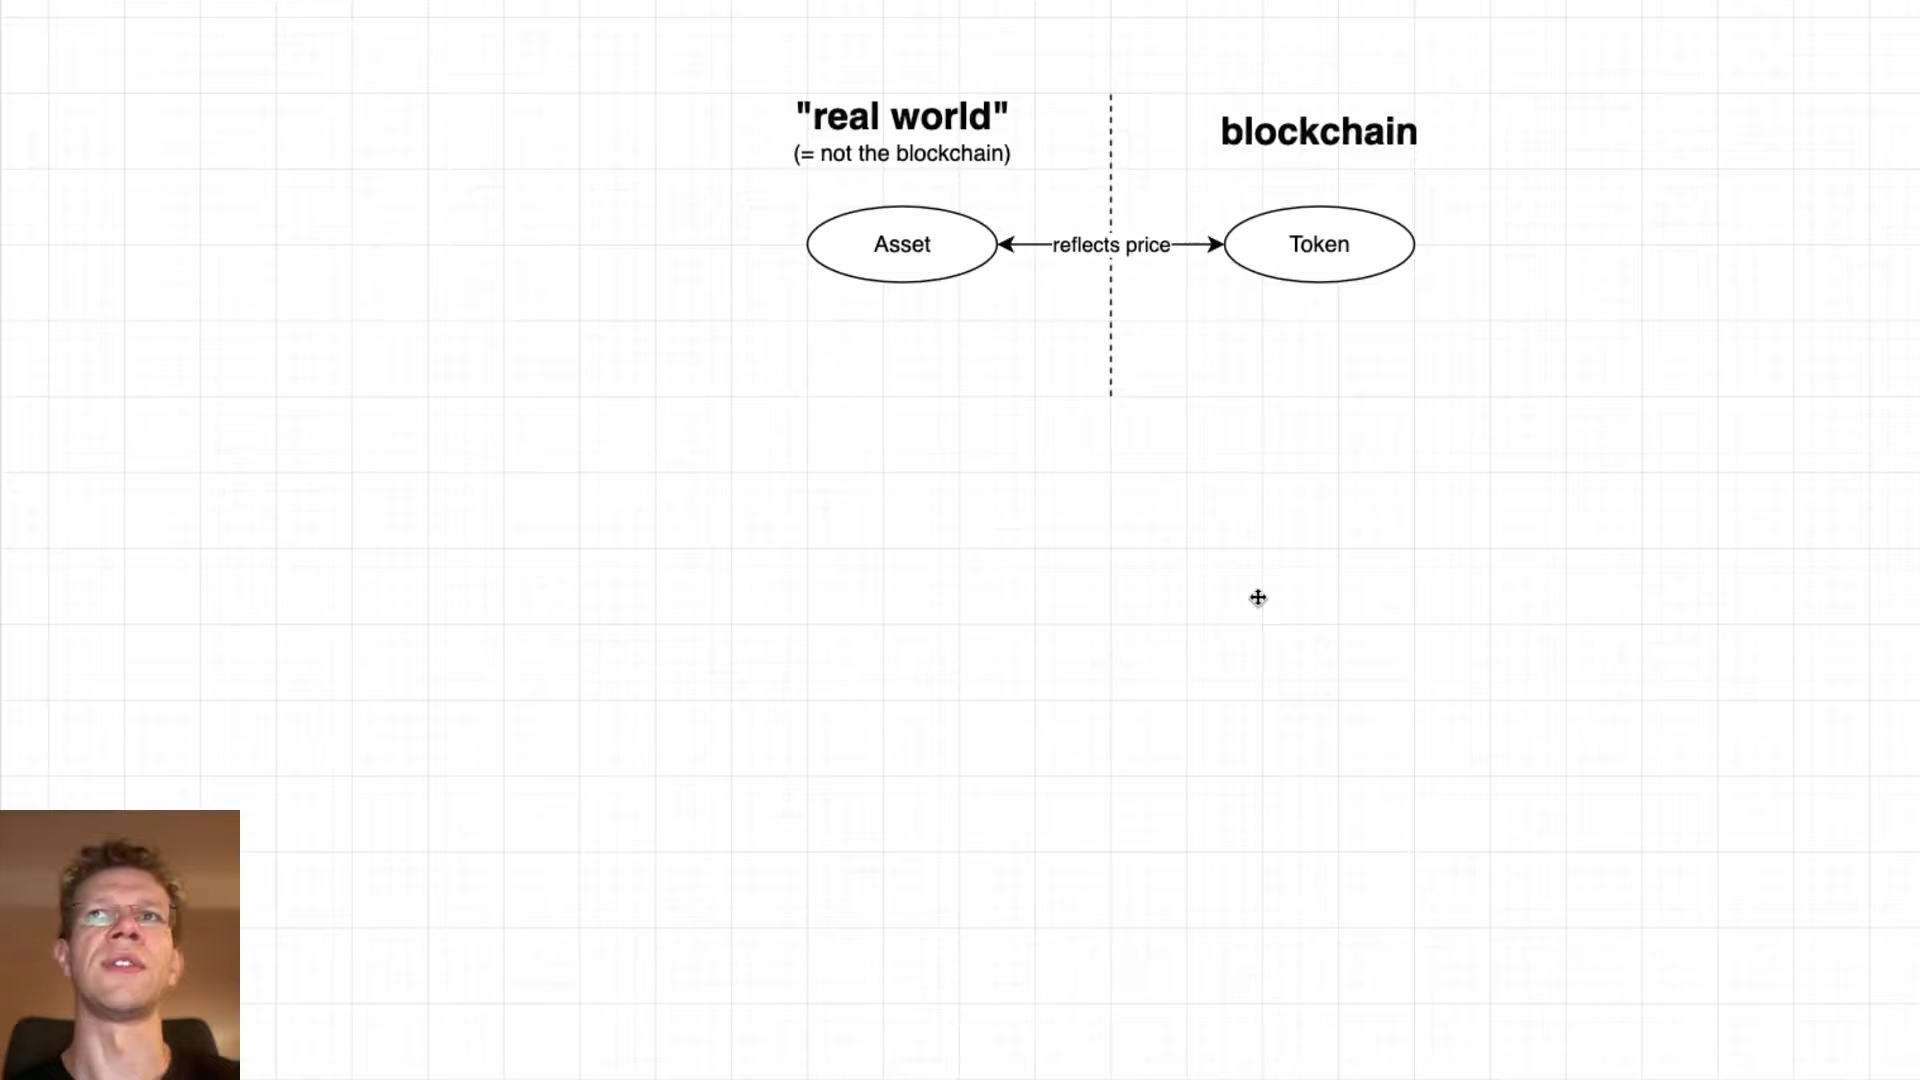 "real world"
(= not the blockchain)
blockchain
Asset
reflects price
Token